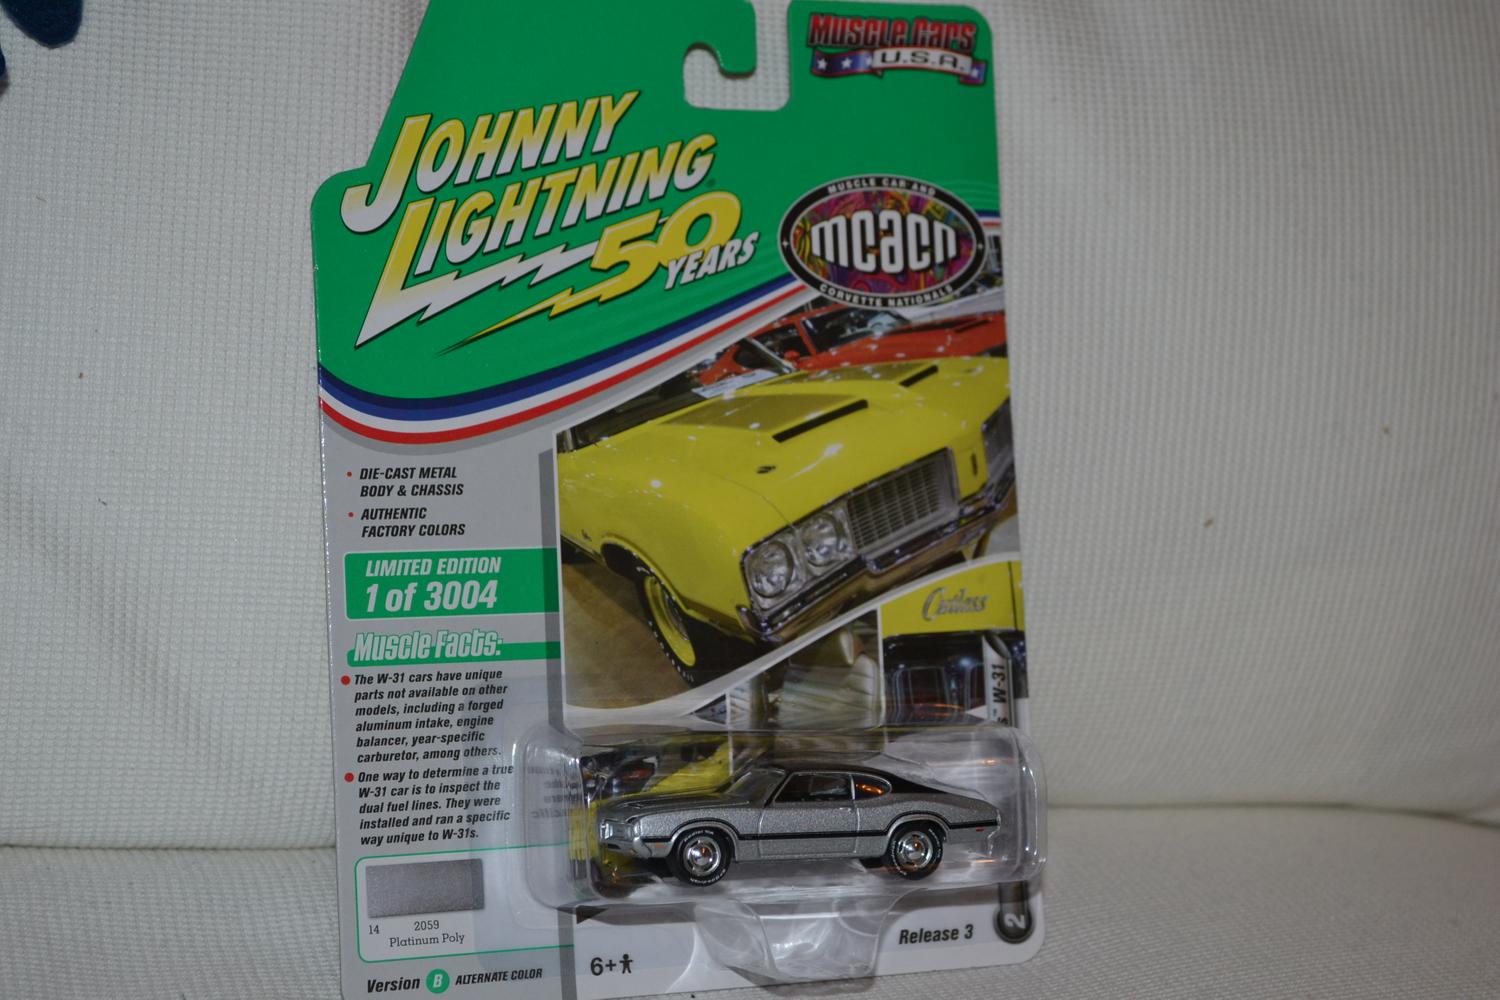 MUSCLE CARS
U.S.A.
JOHNNY
LIGHTNING
50
YEARS
MUSCLE CAR AND
mcacn
CORVETTE NATIONALS
• DIE-CAST METAL
BODY & CHASSIS
• AUTHENTIC
FACTORY COLORS
LIMITED EDITION
1 of 3004
Muscle Facts:
• The W-31 cars have unique
parts not available on other
models, including a forged
aluminum intake, engine
balancer, year-specific
carburetor, among others.
• One way to determine a true
W-31 car is to inspect the
dual fuel lines. They were
installed and ran a specific
way unique to W-31s.
Cutlass
W-31
14
2059
Platinum Poly
Version B ALTERNATE COLOR
6+
Release 3
2